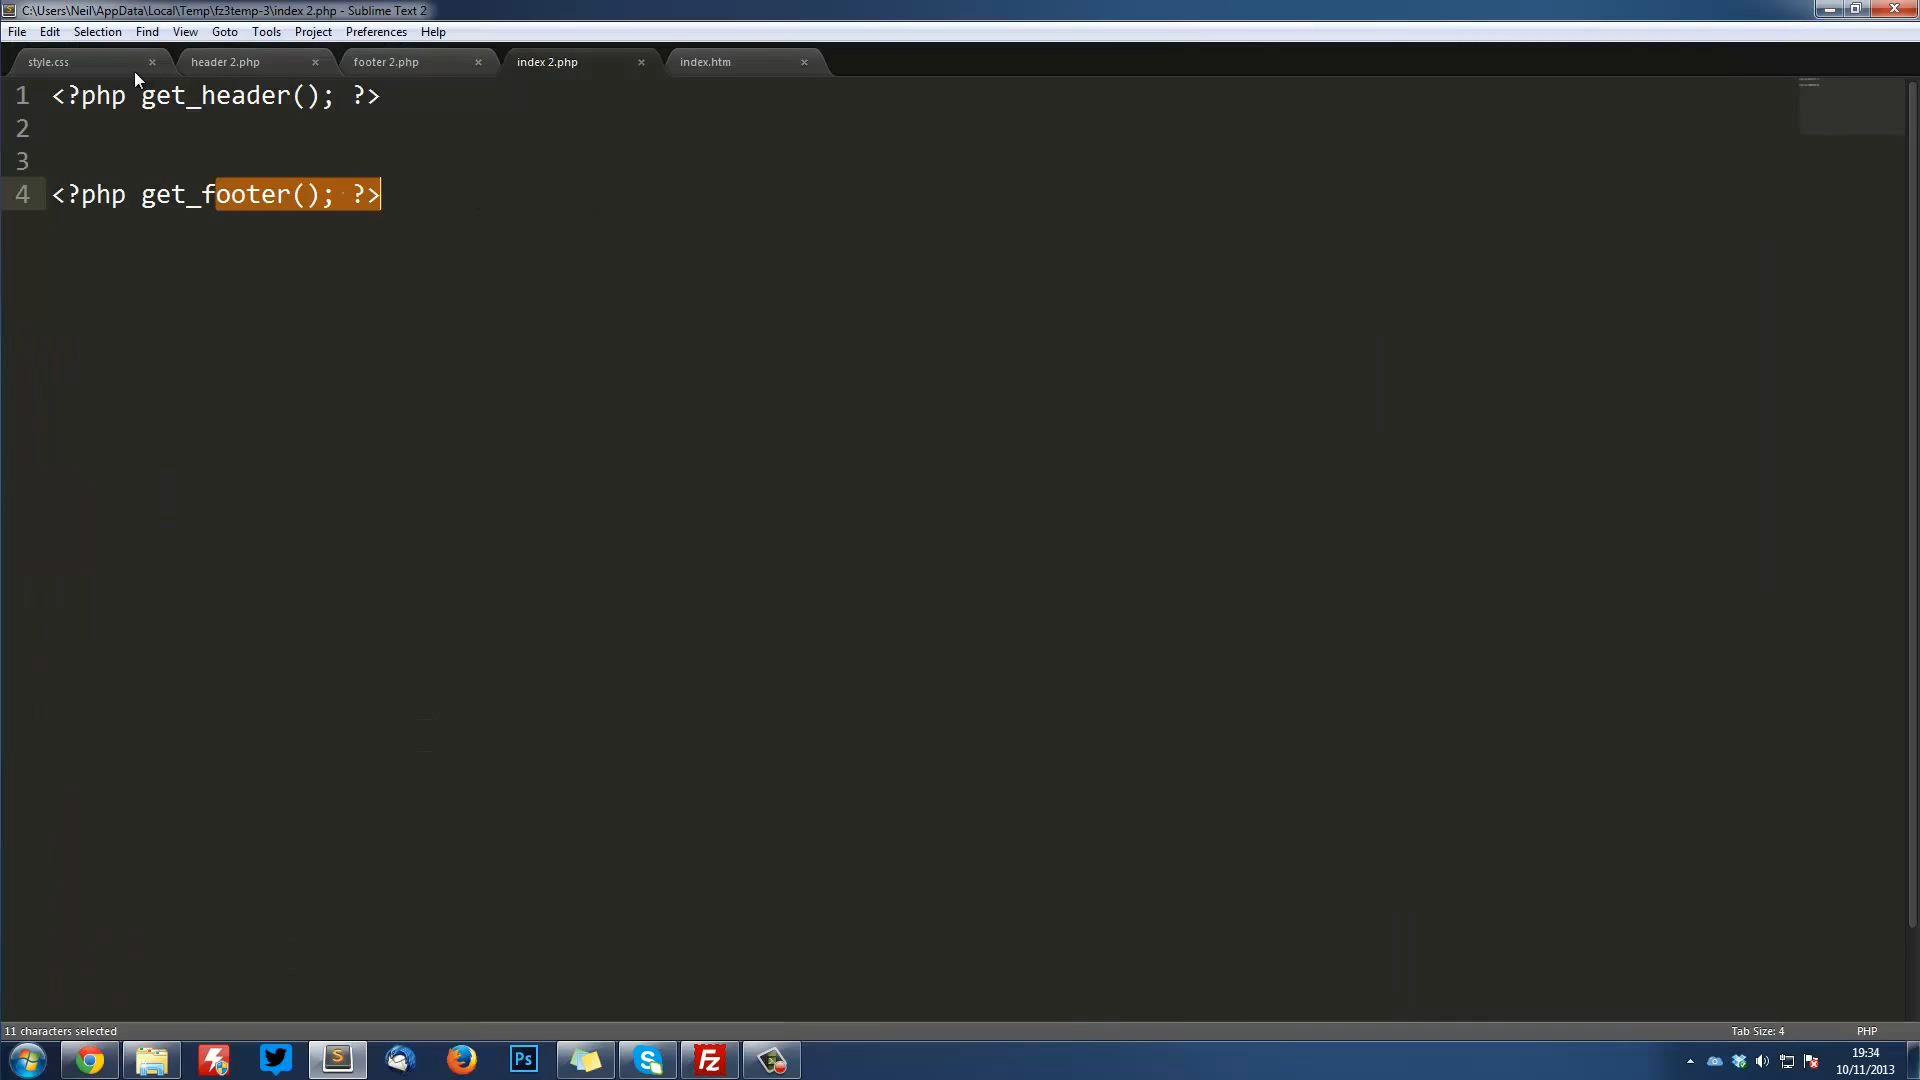 C:\Users\Neil\AppData\Local\Temp\fz3temp-3\index 2.php - Sublime Text 2
File Edit Selection Find View Goto Tools Project Preferences Help
style.css × header 2.php × footer 2.php × index 2.php × index.htm ×
1 <?php get_header(); ?>
2
3
4 <?php get_footer(); ?>
11 characters selected Tab Size: 4 PHP
Ps
Fz
19:34
10/11/2013